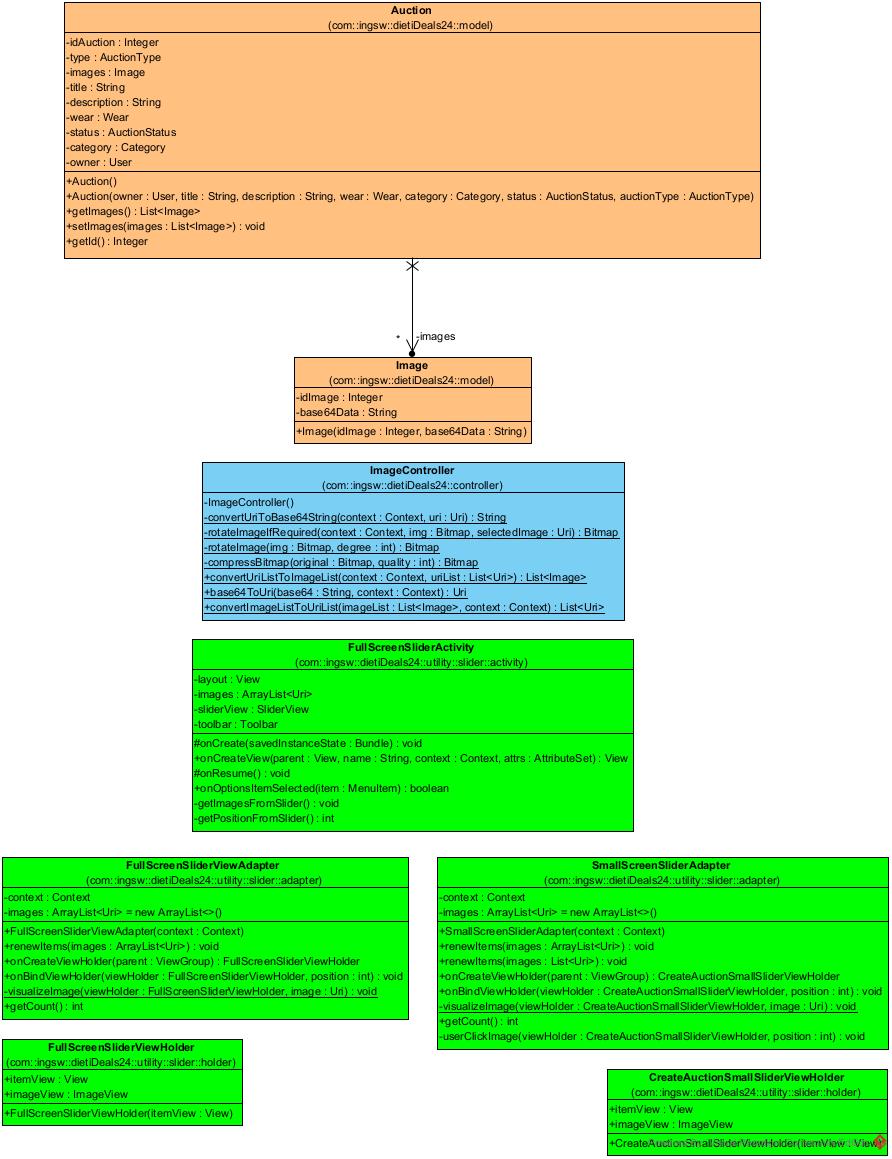 Auction
(com::ingsw::dietiDeals24::model)
-idAuction : Integer
-type : AuctionType
-images : Image
-title : String
-description : String
-wear : Wear
-status : AuctionStatus
-category : Category
-owner : User
+Auction()
+Auction(owner : User, title : String, description : String, wear : Wear, category : Category, status : AuctionStatus, auctionType : AuctionType)
+getImages() : List<Image>
+setImages(images : List<Image>) : void
+getId() : Integer
* -images
Image
(com::ingsw::dietiDeals24::model)
-idImage : Integer
-base64Data : String
+Image(idImage : Integer, base64Data : String)
ImageController
(com::ingsw::dietiDeals24::controller)
-ImageController()
-convertUriToBase64String(context : Context, uri : Uri) : String
-rotateImageIfRequired(context : Context, img : Bitmap, selectedImage : Uri) : Bitmap
-rotateImage(img : Bitmap, degree : int) : Bitmap
-compressBitmap(original : Bitmap, quality : int) : Bitmap
+convertUriListToImageList(context : Context, uriList : List<Uri>) : List<Image>
+base64ToUri(base64 : String, context : Context) : Uri
+convertImageListToUriList(imageList : List<Image>, context : Context) : List<Uri>
FullScreenSliderActivity
(com::ingsw::dietiDeals24::utility::slider::activity)
-layout : View
-images : ArrayList<Uri>
-sliderView : SliderView
-toolbar : Toolbar
#onCreate(savedInstanceState : Bundle) : void
+onCreateView(parent : View, name : String, context : Context, attrs : AttributeSet) : View
#onResume() : void
+onOptionsItemSelected(item : MenuItem) : boolean
-getImagesFromSlider() : void
-getPositionFromSlider() : int
FullScreenSliderViewAdapter
(com::ingsw::dietiDeals24::utility::slider::adapter)
-context : Context
-images : ArrayList<Uri> = new ArrayList<>()
+FullScreenSliderViewAdapter(context : Context)
+renewItems(images : ArrayList<Uri>) : void
+onCreateViewHolder(parent : ViewGroup) : FullScreenSliderViewHolder
+onBindViewHolder(viewHolder : FullScreenSliderViewHolder, position : int) : void
-visualizeImage(viewHolder : FullScreenSliderViewHolder, image : Uri) : void
+getCount() : int
SmallScreenSliderAdapter
(com::ingsw::dietiDeals24::utility::slider::adapter)
-context : Context
-images : ArrayList<Uri> = new ArrayList<>()
+SmallScreenSliderAdapter(context : Context)
+renewItems(images : ArrayList<Uri>) : void
+renewItems(images : List<Uri>) : void
+onCreateViewHolder(parent : ViewGroup) : CreateAuctionSmallSliderViewHolder
+onBindViewHolder(viewHolder : CreateAuctionSmallSliderViewHolder, position : int) : void
-visualizeImage(viewHolder : CreateAuctionSmallSliderViewHolder, image : Uri) : void
+getCount() : int
-userClickImage(viewHolder : CreateAuctionSmallSliderViewHolder, position : int) : void
FullScreenSliderViewHolder
(com::ingsw::dietiDeals24::utility::slider::holder)
+itemView : View
+imageView : ImageView
+FullScreenSliderViewHolder(itemView : View)
CreateAuctionSmallSliderViewHolder
(com::ingsw::dietiDeals24::utility::slider::holder)
+itemView : View
+imageView : ImageView
+CreateAuctionSmallSliderViewHolder(itemView : View)